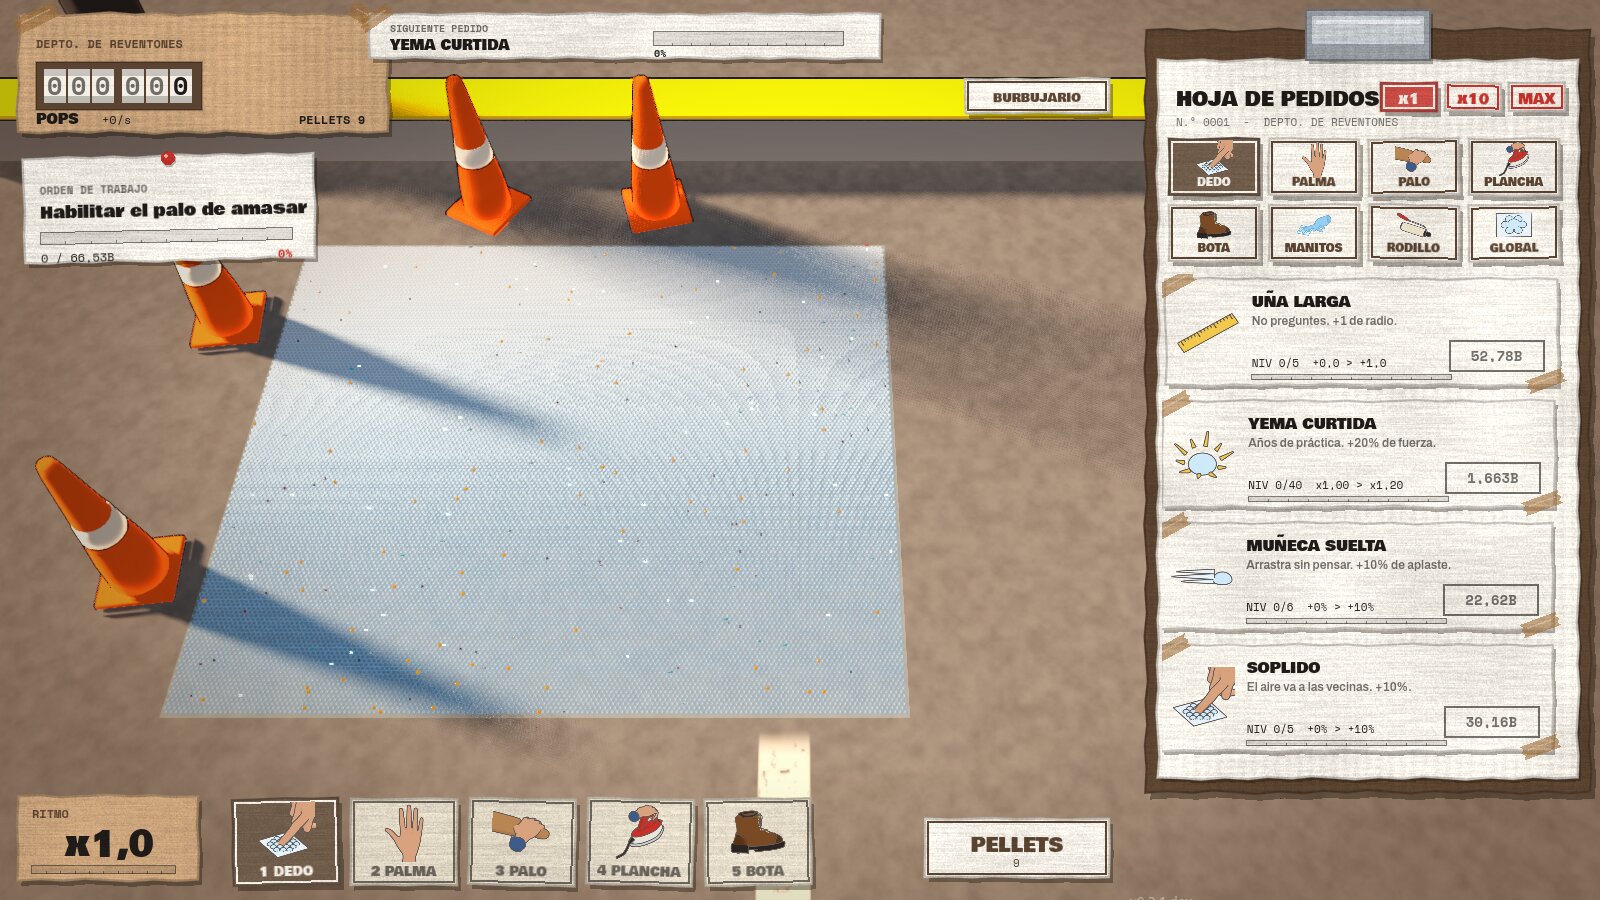 DEPTO. DE REVENTONES
000 000
POPS +0/s PELLETS 9
SIGUIENTE PEDIDO
YEMA CURTIDA
0%
BURBUJARIO
ORDEN DE TRABAJO
Habilitar el palo de amasar
0 / 66,53B 0%
HOJA DE PEDIDOS x1 x10 MAX
N.° 0001 - DEPTO. DE REVENTONES
DEDO PALMA PALO PLANCHA
BOTA MANITOS RODILLO GLOBAL
UÑA LARGA
No preguntes. +1 de radio.
NIV 0/5 +0,0 > +1,0 52,78B
YEMA CURTIDA
Años de práctica. +20% de fuerza.
NIV 0/40 x1,00 > x1,20 1,663B
MUÑECA SUELTA
Arrastra sin pensar. +10% de aplaste.
NIV 0/6 +0% > +10% 22,62B
SOPLIDO
El aire va a las vecinas. +10%.
NIV 0/5 +0% > +10% 30,16B
RITMO
x1,0
1 DEDO 2 PALMA 3 PALO 4 PLANCHA 5 BOTA
PELLETS
9